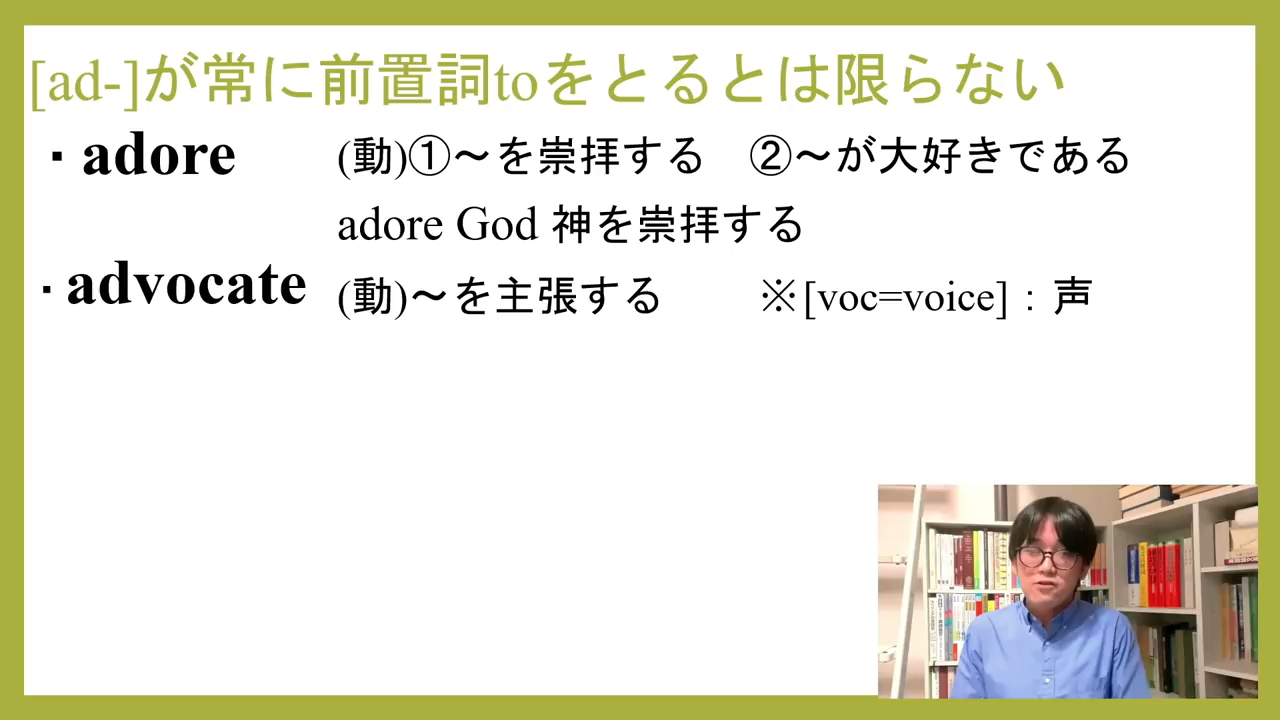 [ad-]が常に前置詞toをとるとは限らない
・adore (動)①～を崇拝する ②～が大好きである
adore God 神を崇拝する
・advocate (動)～を主張する ※[voc=voice]：声